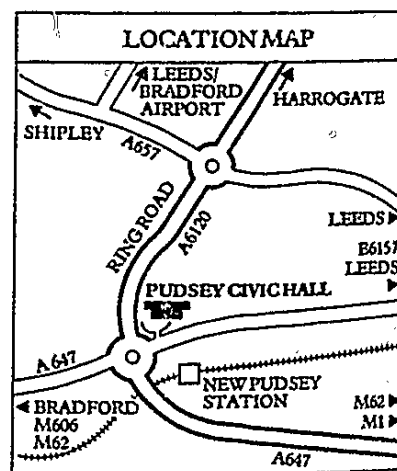 LOCATION MAP
LEEDS/
BRADFORD
AIRPORT
HARROGATE
SHIPLEY
A657
RING ROAD
A6120
LEEDS
B6157
LEEDS
PUDSEY CIVIC HALL
A647
NEW PUDSEY
STATION
BRADFORD
M606
M62
M62
M1
A647